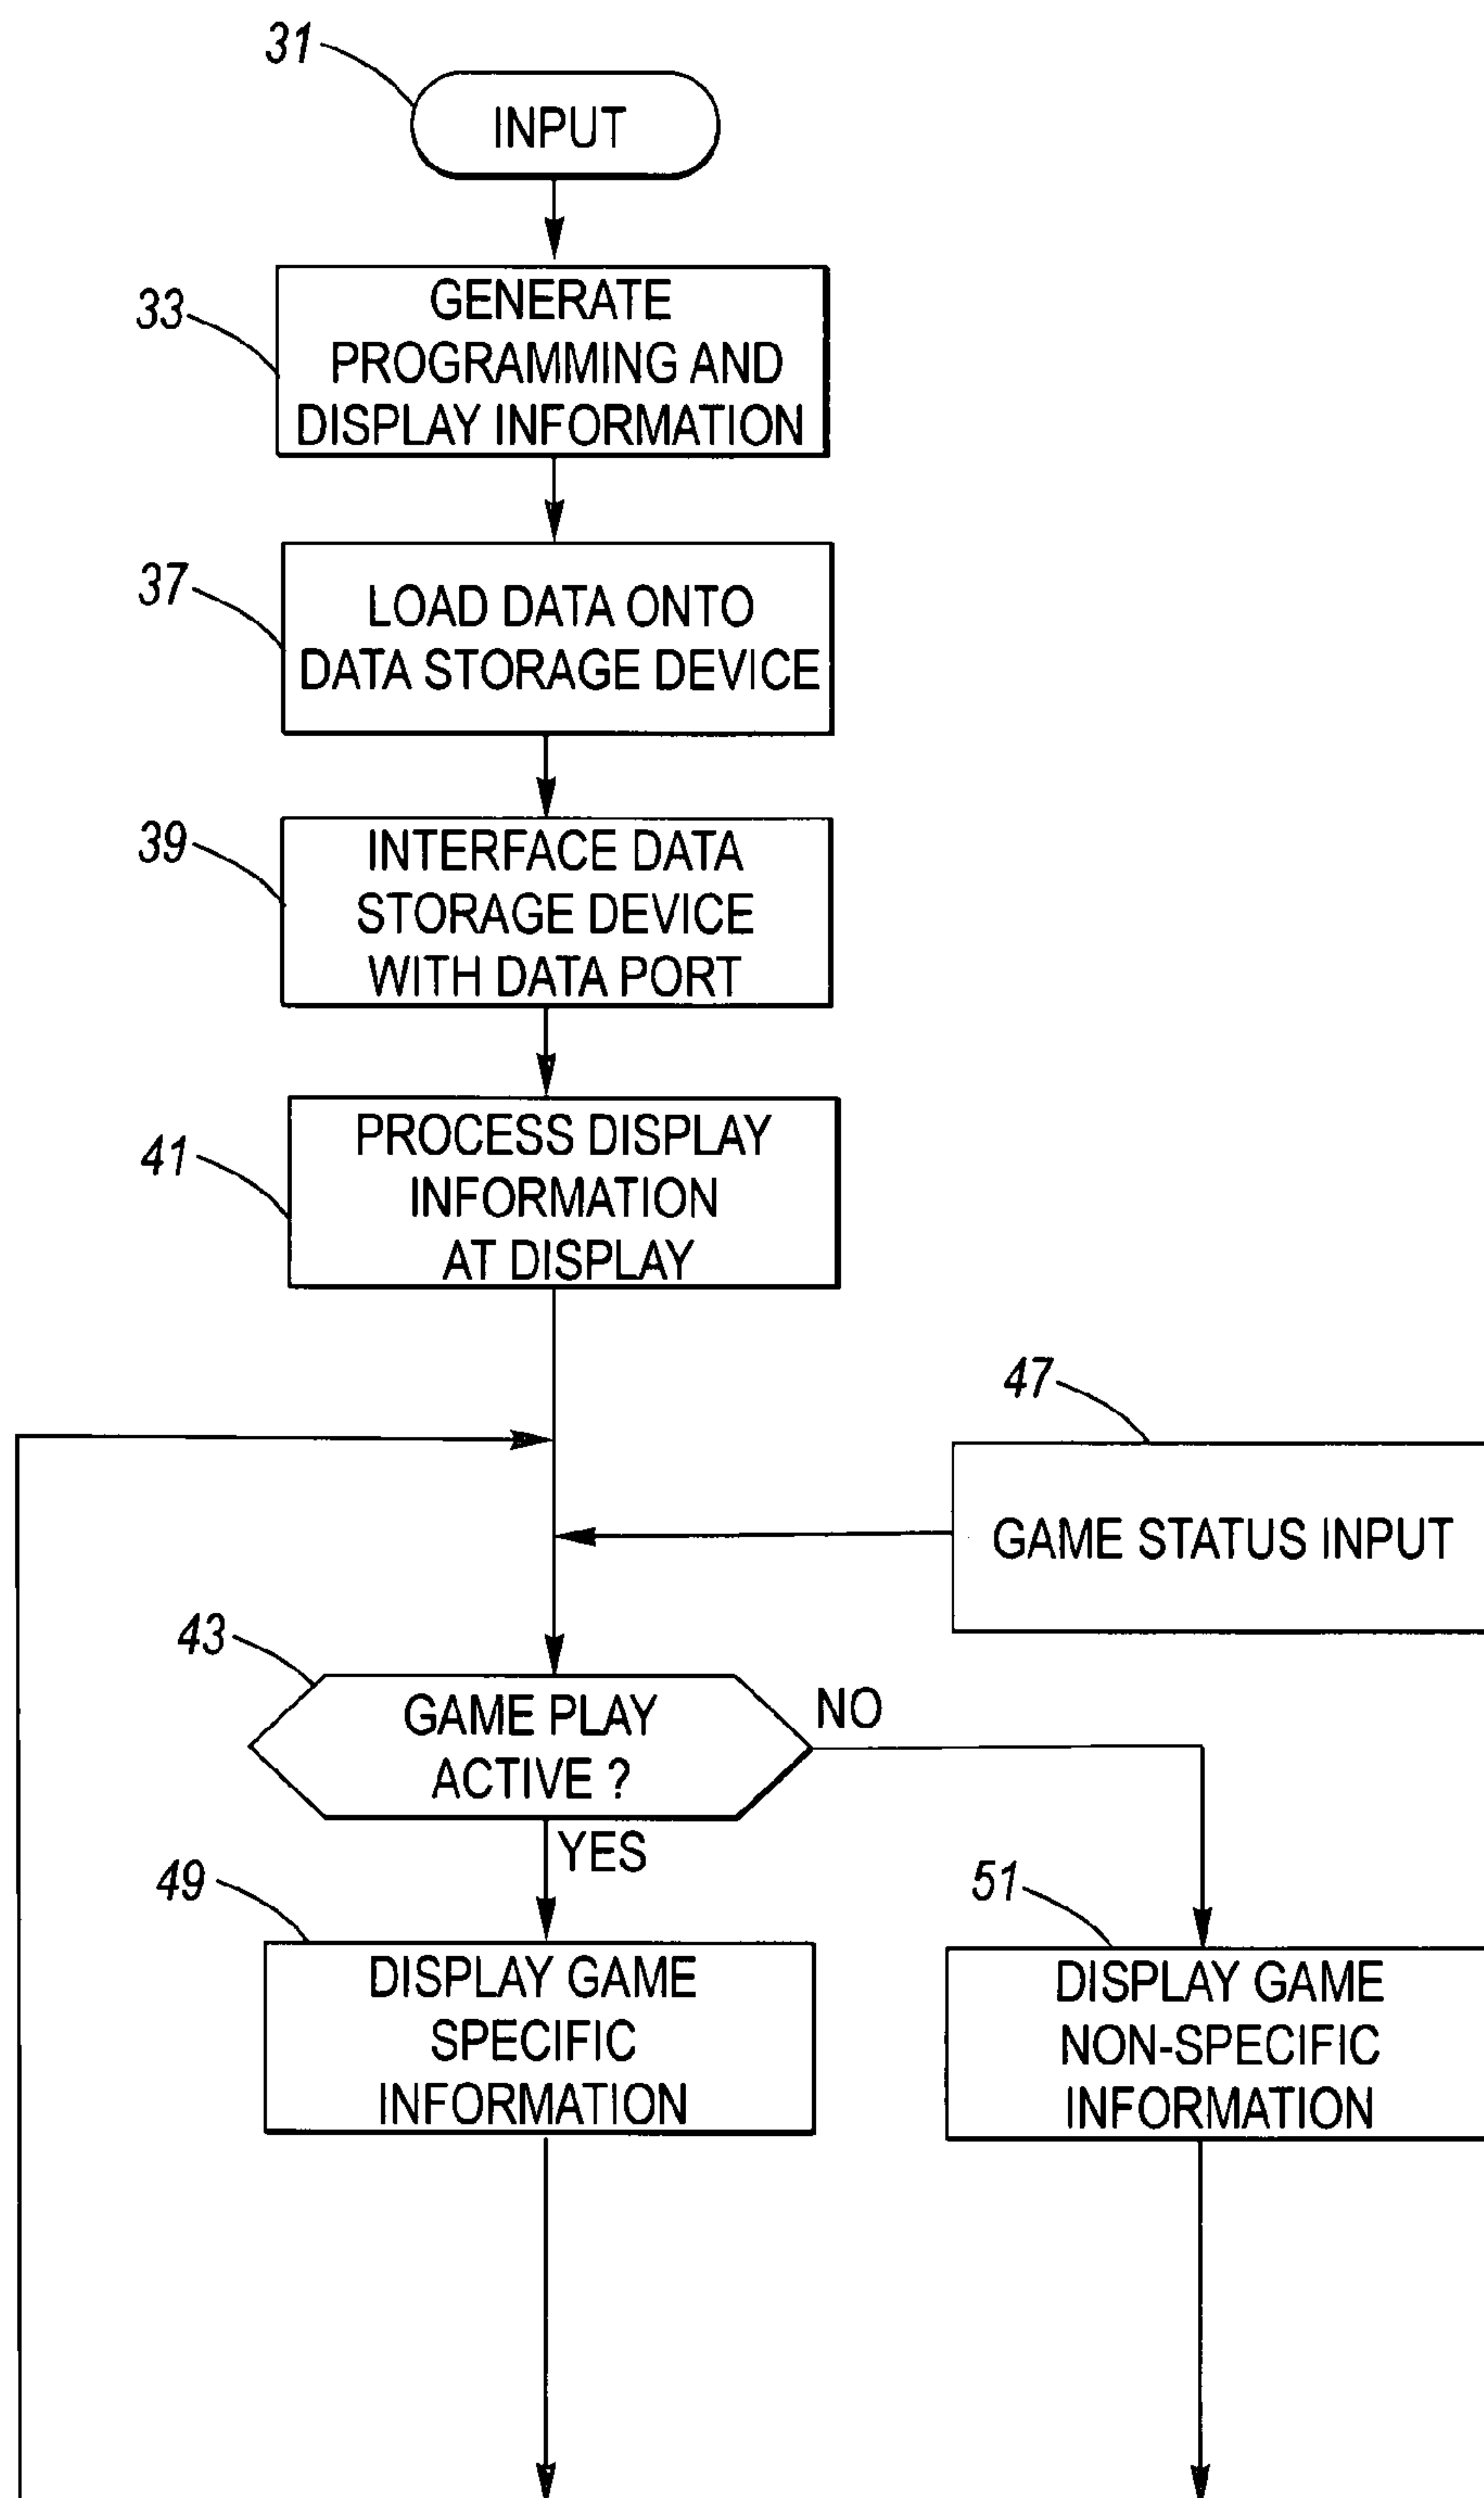 31
INPUT
33
GENERATE
PROGRAMMING AND
DISPLAY INFORMATION
37
LOAD DATA ONTO
DATA STORAGE DEVICE
39
INTERFACE DATA
STORAGE DEVICE
WITH DATA PORT
41
PROCESS DISPLAY
INFORMATION
AT DISPLAY
47
GAME STATUS INPUT
43
GAME PLAY
ACTIVE ?
NO
YES
49
DISPLAY GAME
SPECIFIC
INFORMATION
51
DISPLAY GAME
NON-SPECIFIC
INFORMATION